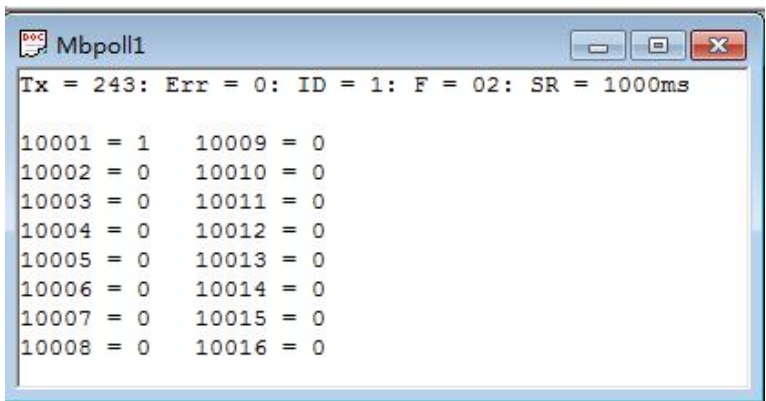 Mbpoll1
Tx = 243: Err = 0: ID = 1: F = 02: SR = 1000ms
10001 = 1 10009 = 0
10002 = 0 10010 = 0
10003 = 0 10011 = 0
10004 = 0 10012 = 0
10005 = 0 10013 = 0
10006 = 0 10014 = 0
10007 = 0 10015 = 0
10008 = 0 10016 = 0